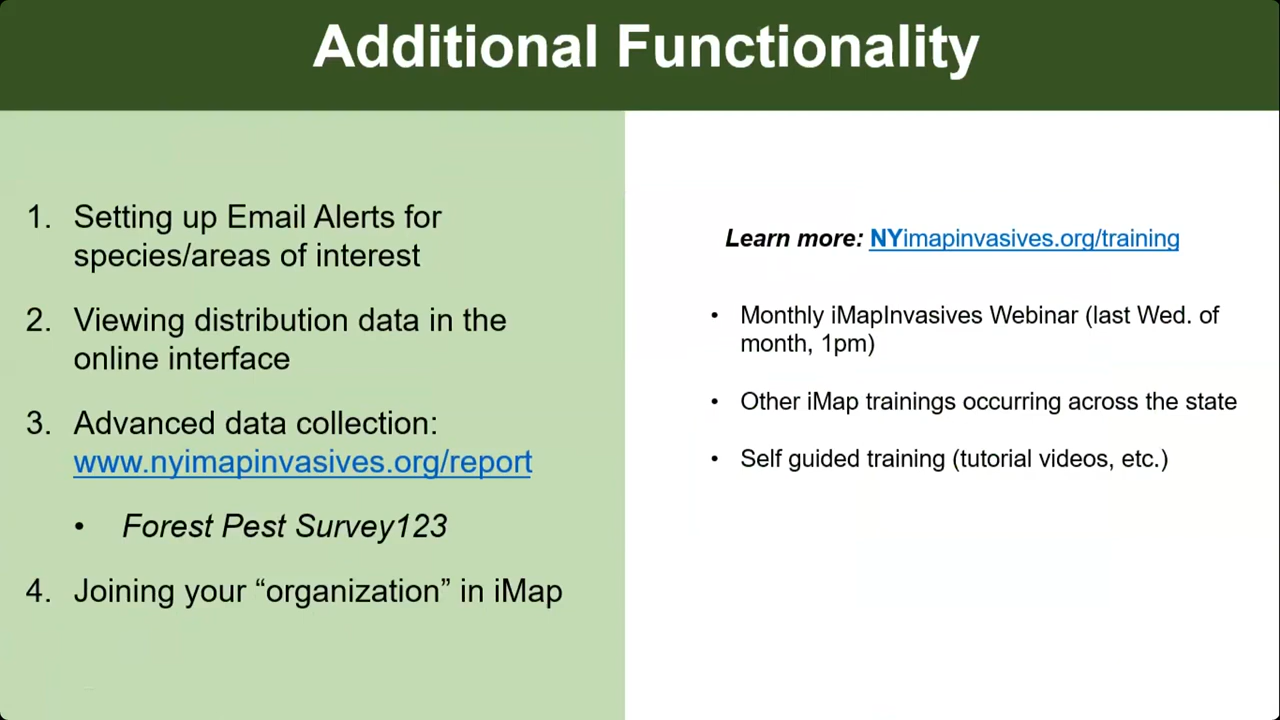 Additional Functionality
1. Setting up Email Alerts for
species/areas of interest
2. Viewing distribution data in the
online interface
3. Advanced data collection:
www.nyimapinvasives.org/report
• Forest Pest Survey123
4. Joining your “organization” in iMap
Learn more: NYimapinvasives.org/training
• Monthly iMapInvasives Webinar (last Wed. of
month, 1pm)
• Other iMap trainings occurring across the state
• Self guided training (tutorial videos, etc.)